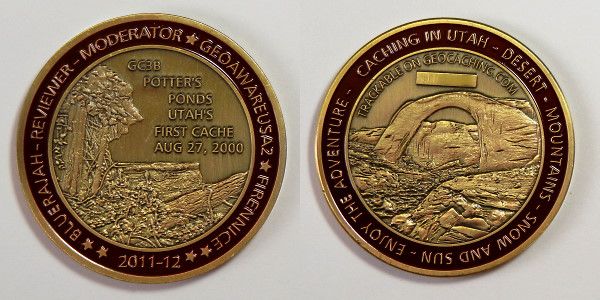 BLUERAJAH - REVIEWER - MODERATOR ★ GEOAWAREUSA2 ★ FIRENNICE ★ 2011-12 ★★
GC3B
POTTER'S
PONDS
UTAH'S
FIRST CACHE
AUG 27, 2000
CACHING IN UTAH - DESERT - MOUNTAINS - SNOW AND SUN - ENJOY THE ADVENTURE -
TRACKABLE ON GEOCACHING.COM